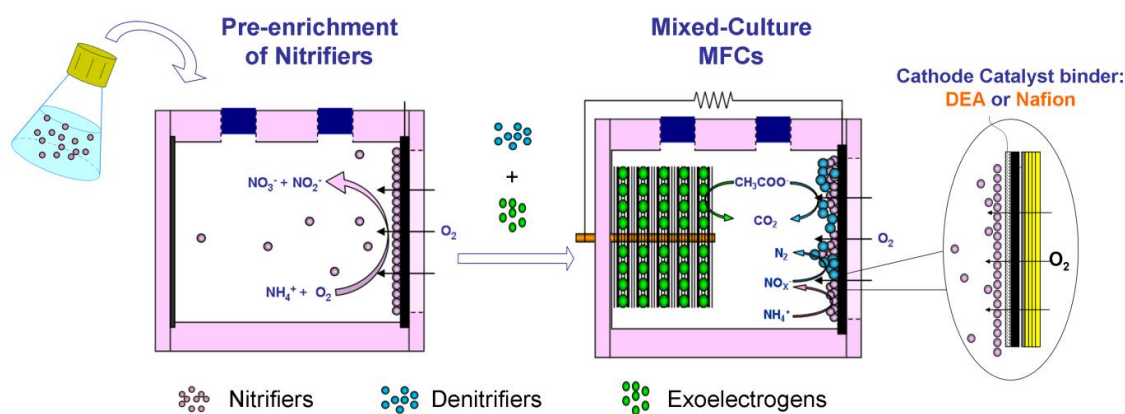 Pre-enrichment
of Nitrifiers
Mixed-Culture
MFCs
Cathode Catalyst binder:
DEA or Nafion
NO₃⁻ + NO₂⁻
O₂
NH₄⁺ + O₂
+
CH₃COO⁻
CO₂
O₂
N₂
NOₓ
NH₄⁺
O₂
Nitrifiers
Denitrifiers
Exoelectrogens